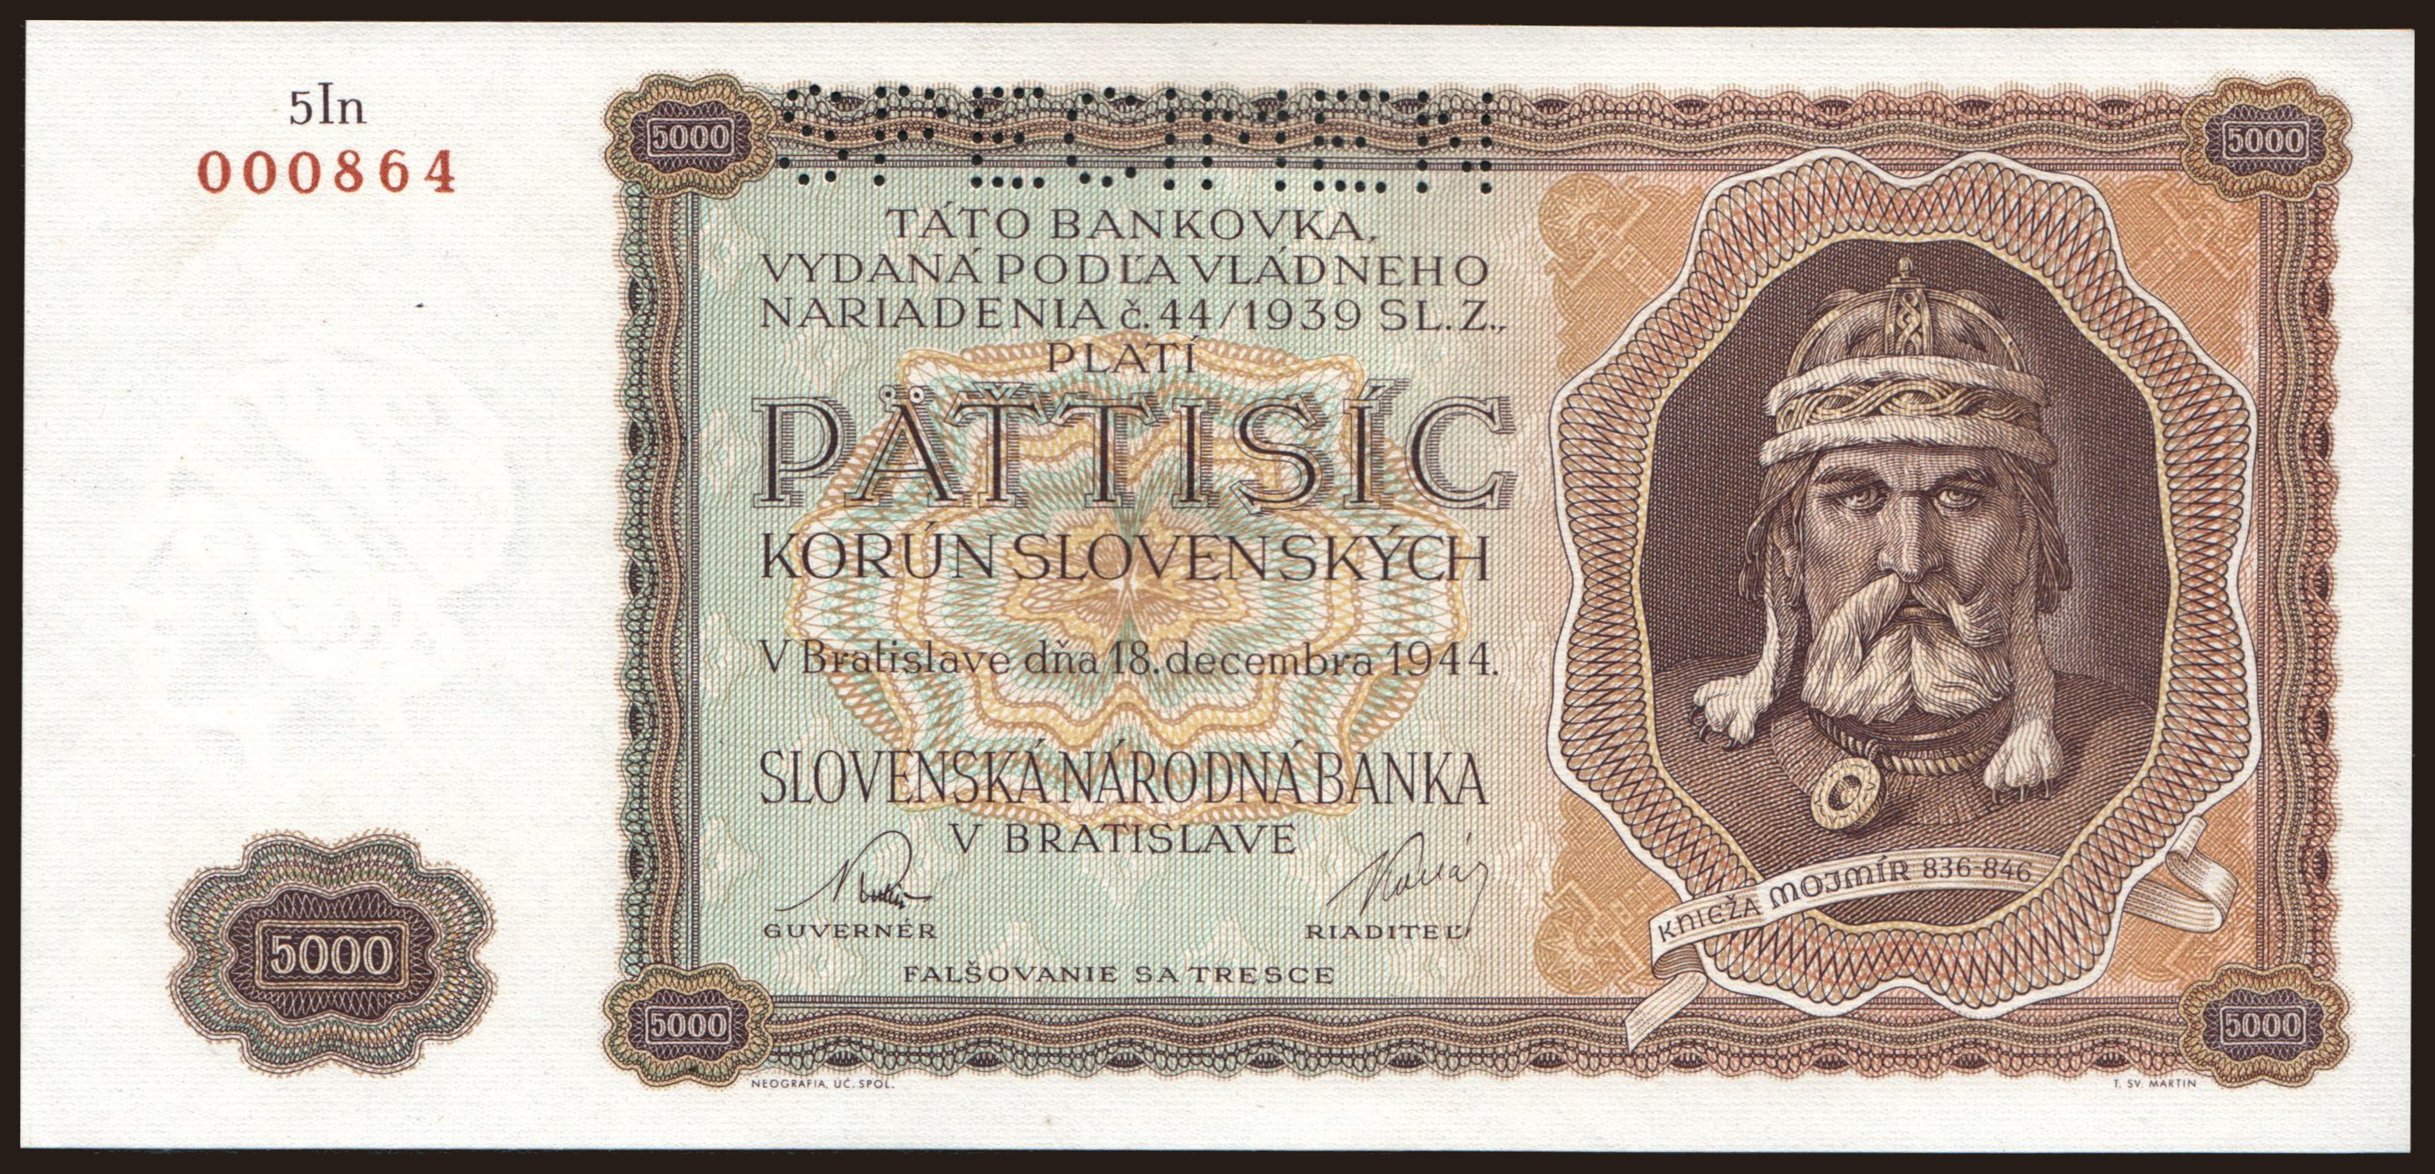 5In
000864
5000
5000
SPECIMEN
TÁTO BANKOVKA,
VYDANÁ PODĽA VLÁDNEHO
NARIADENIA č. 44/1939 SL. Z.,
PLATÍ
PÄŤTISÍC
KORÚN SLOVENSKÝCH
V Bratislave dňa 18. decembra 1944.
SLOVENSKÁ NÁRODNÁ BANKA
V BRATISLAVE
GUVERNÉR
RIADITEĽ
FALŠOVANIE SA TRESCE
KNIEŽA MOJMÍR 836-846
5000
5000
5000
NEOGRAFIA, UČ. SPOL.
T. SV. MARTIN